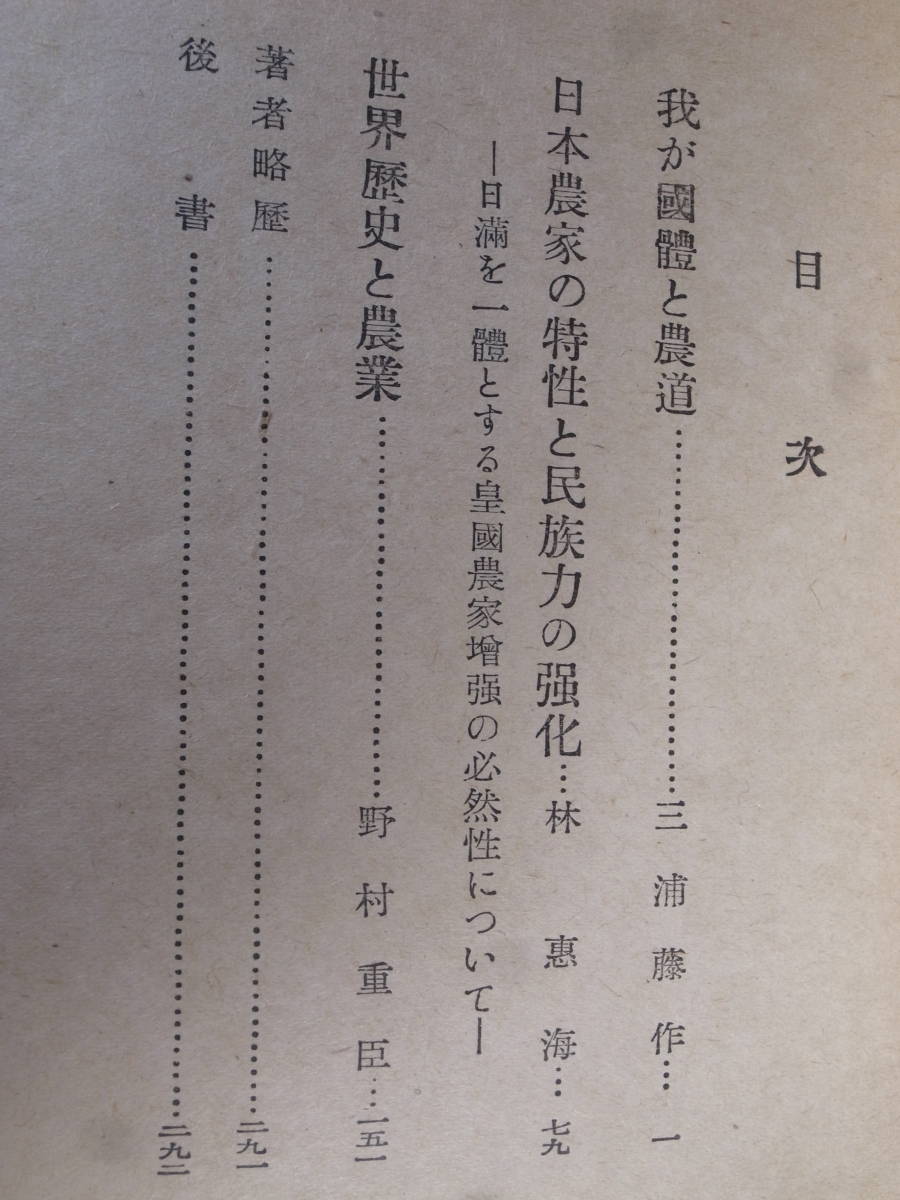 目次
我が國體と農道……………………三浦藤作…一
日本農家の特性と民族力の强化…林惠海…七九
―日滿を一體とする皇國農家增强の必然性について―
世界歷史と農業……………………野村重臣…一五一
著者略歷……………………………………………二九一
後書……………………………………………二九二